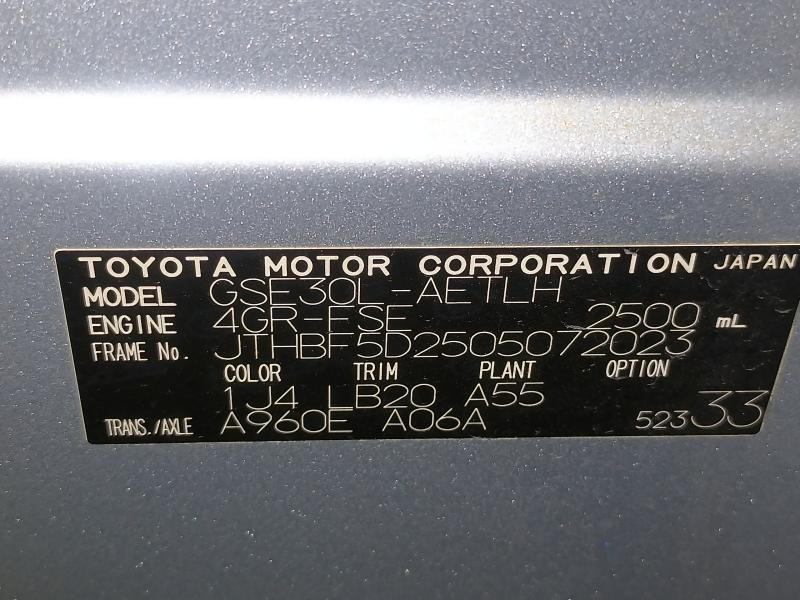 TOYOTA MOTOR CORPORATION JAPAN
MODEL GSE30L-AETLH
ENGINE 4GR-FSE 2500 mL
FRAME No. JTHBF5D2505072023
COLOR TRIM PLANT OPTION
1J4 LB20 A55
TRANS./AXLE A960E A06A 523 33